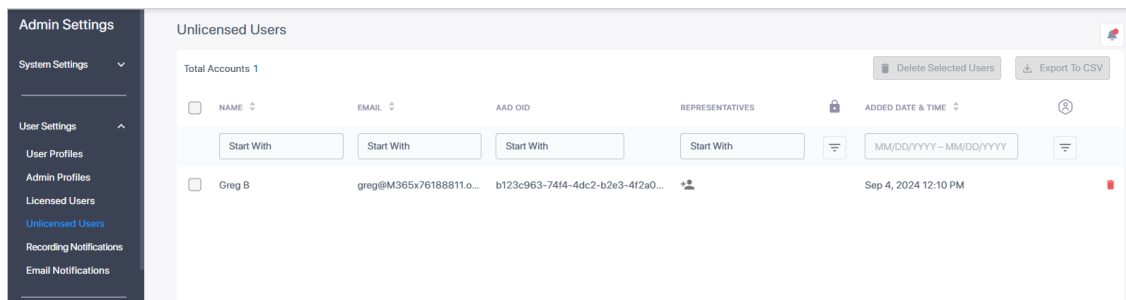 Admin Settings
System Settings
User Settings
User Profiles
Admin Profiles
Licensed Users
Unlicensed Users
Recording Notifications
Email Notifications
Unlicensed Users
Total Accounts 1
Delete Selected Users
Export To CSV
NAME EMAIL AAD OID REPRESENTATIVES ADDED DATE & TIME
Start With Start With Start With Start With MM/DD/YYYY – MM/DD/YYYY
Greg B greg@M365x76188811.o... b123c963-74f4-4dc2-b2e3-4f2a0... Sep 4, 2024 12:10 PM